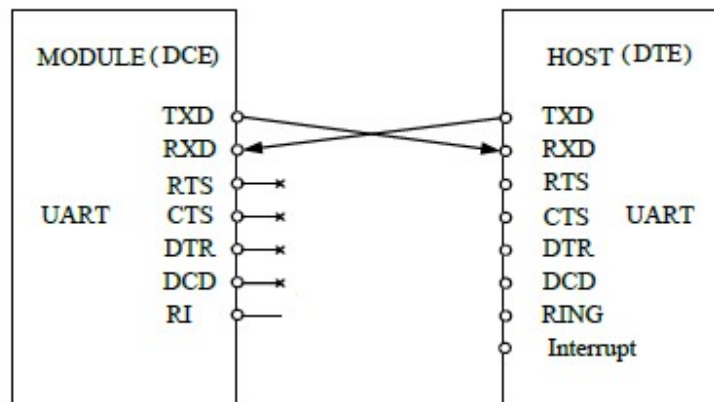 MODULE (DCE)
TXD
RXD
RTS
UART
CTS
DTR
DCD
RI
HOST (DTE)
TXD
RXD
RTS
CTS
UART
DTR
DCD
RING
Interrupt